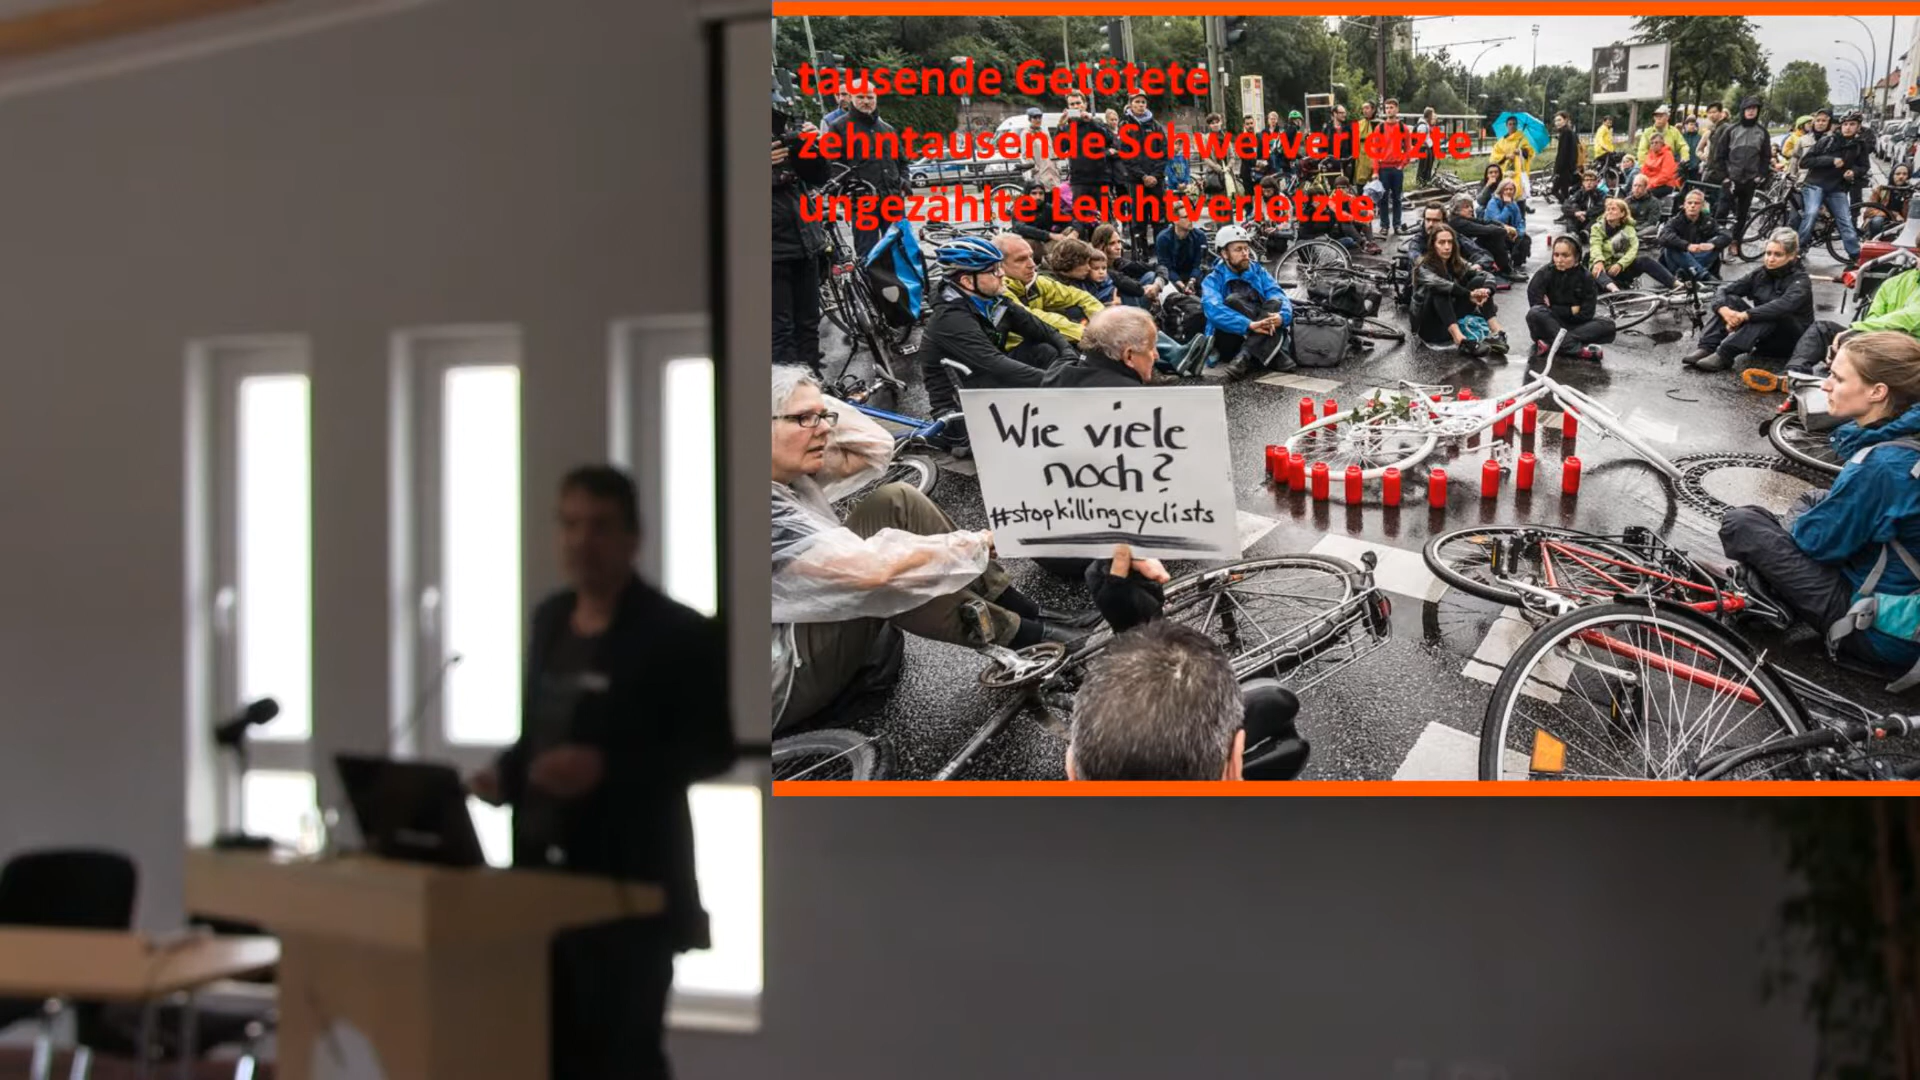 tausende Getötete
zehntausende Schwerverletzte
ungezählte Leichtverletzte
Wie viele
noch?
#stopkillingcyclists